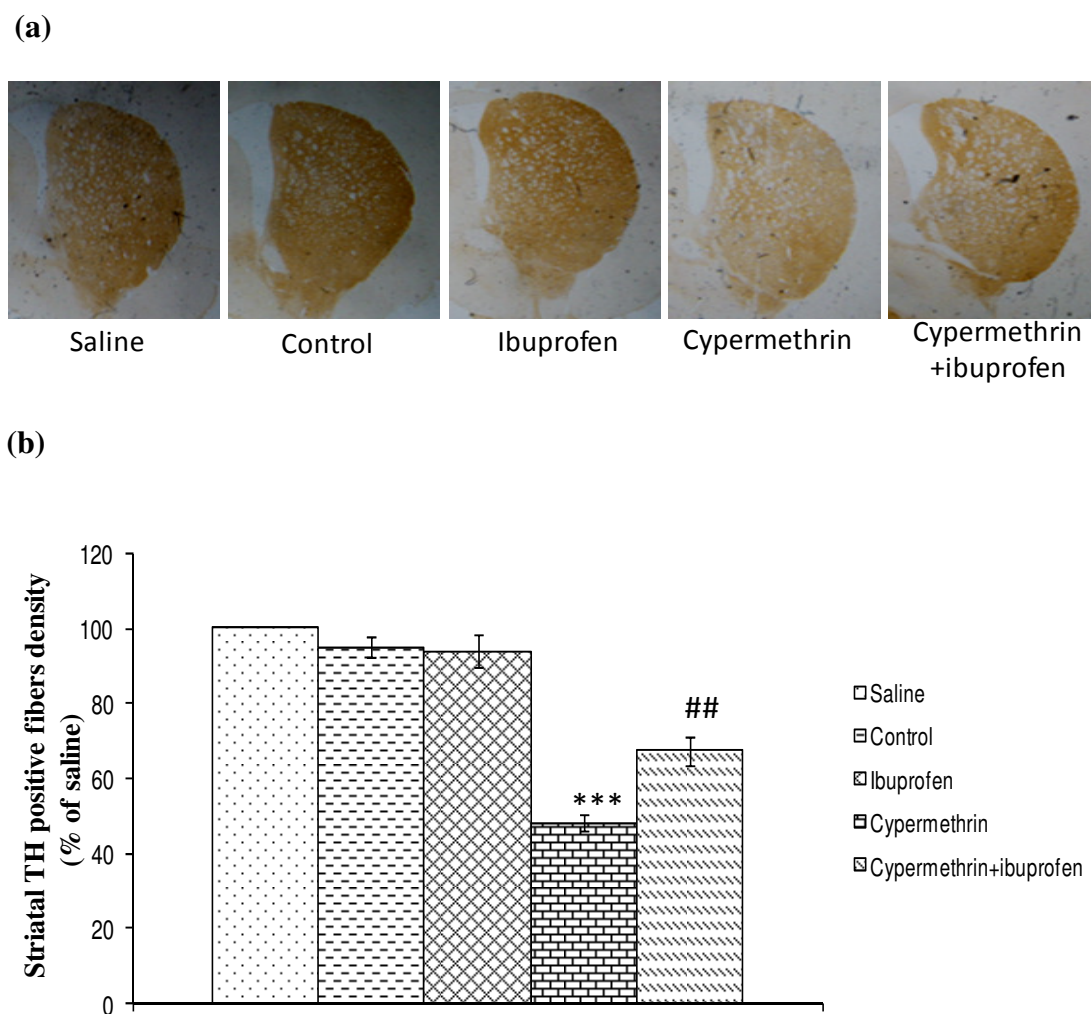 (a)
Saline
Control
Ibuprofen
Cypermethrin
Cypermethrin
+ibuprofen
(b)
Striatal TH positive fibers density
(% of saline)
120
100
80
60
40
20
0
***
##
Saline
Control
Ibuprofen
Cypermethrin
Cypermethrin+ibuprofen